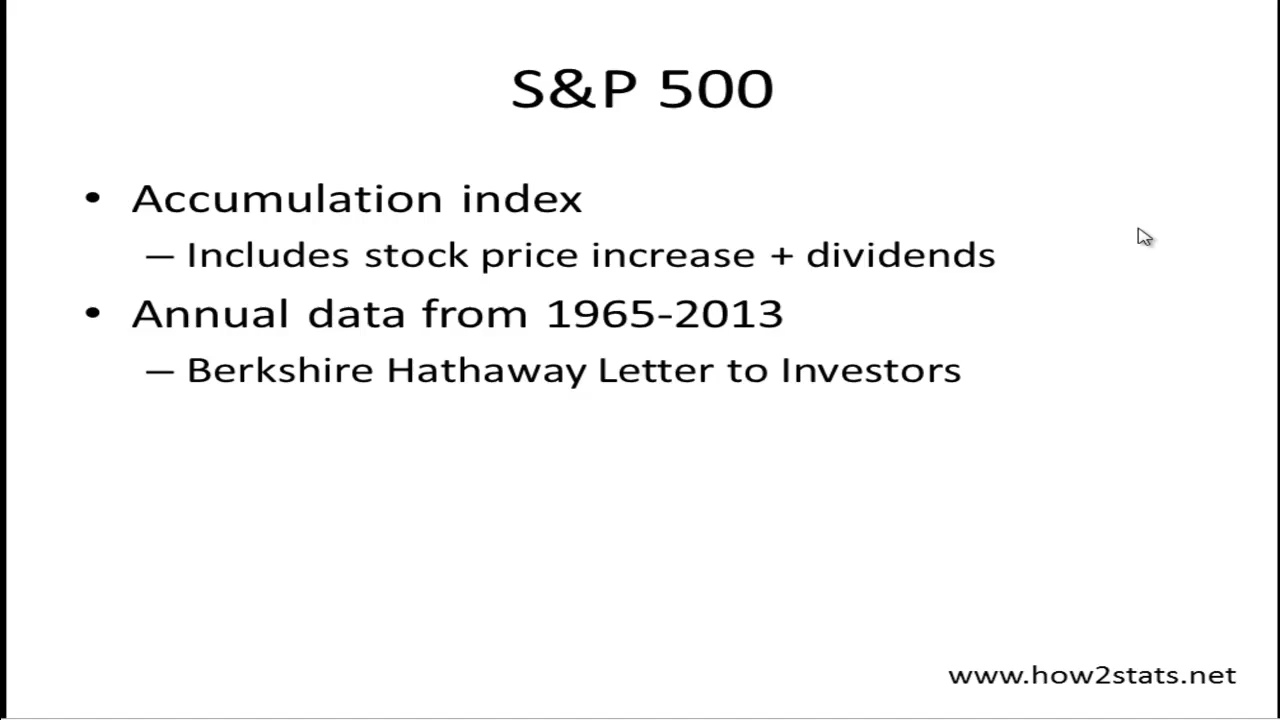 S&P 500
• Accumulation index
– Includes stock price increase + dividends
• Annual data from 1965-2013
– Berkshire Hathaway Letter to Investors
www.how2stats.net